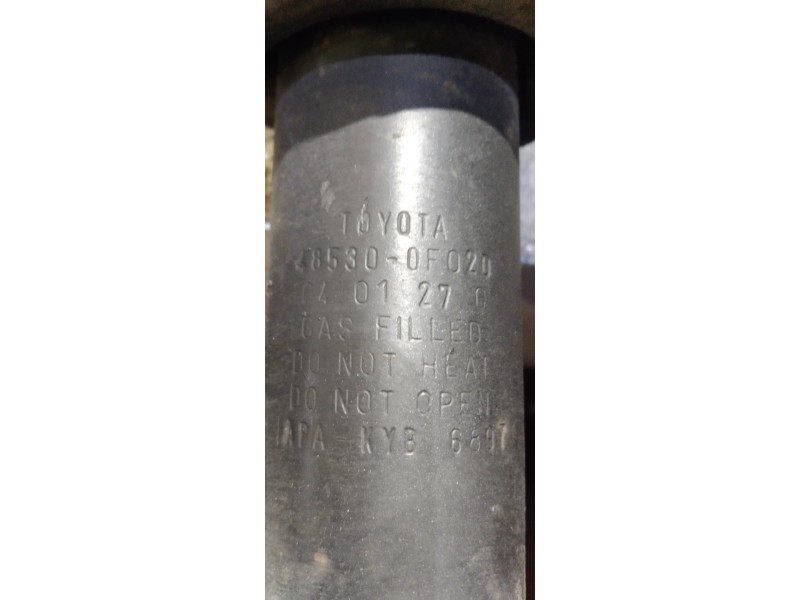 TOYOTA
48530-0F020
04 01 27 G
GAS FILLED
DO NOT HEAT
DO NOT OPEN
KYB